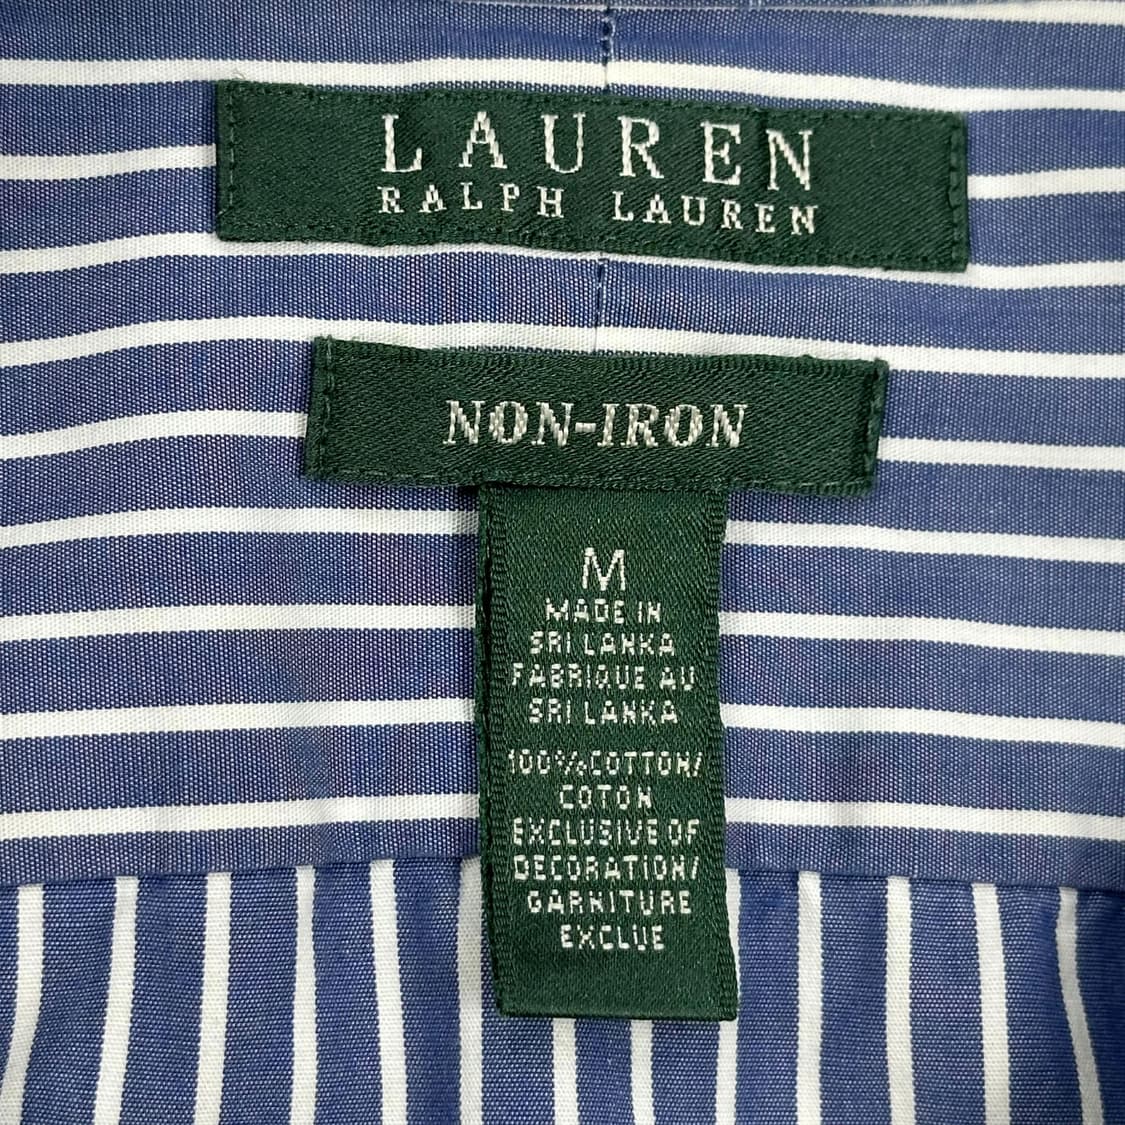 LAUREN
RALPH LAUREN
NON-IRON
M
MADE IN
SRI LANKA
FABRIQUE AU
SRI LANKA
100%COTTON/
COTON
EXCLUSIVE OF
DECORATION/
GARNITURE
EXCLUE